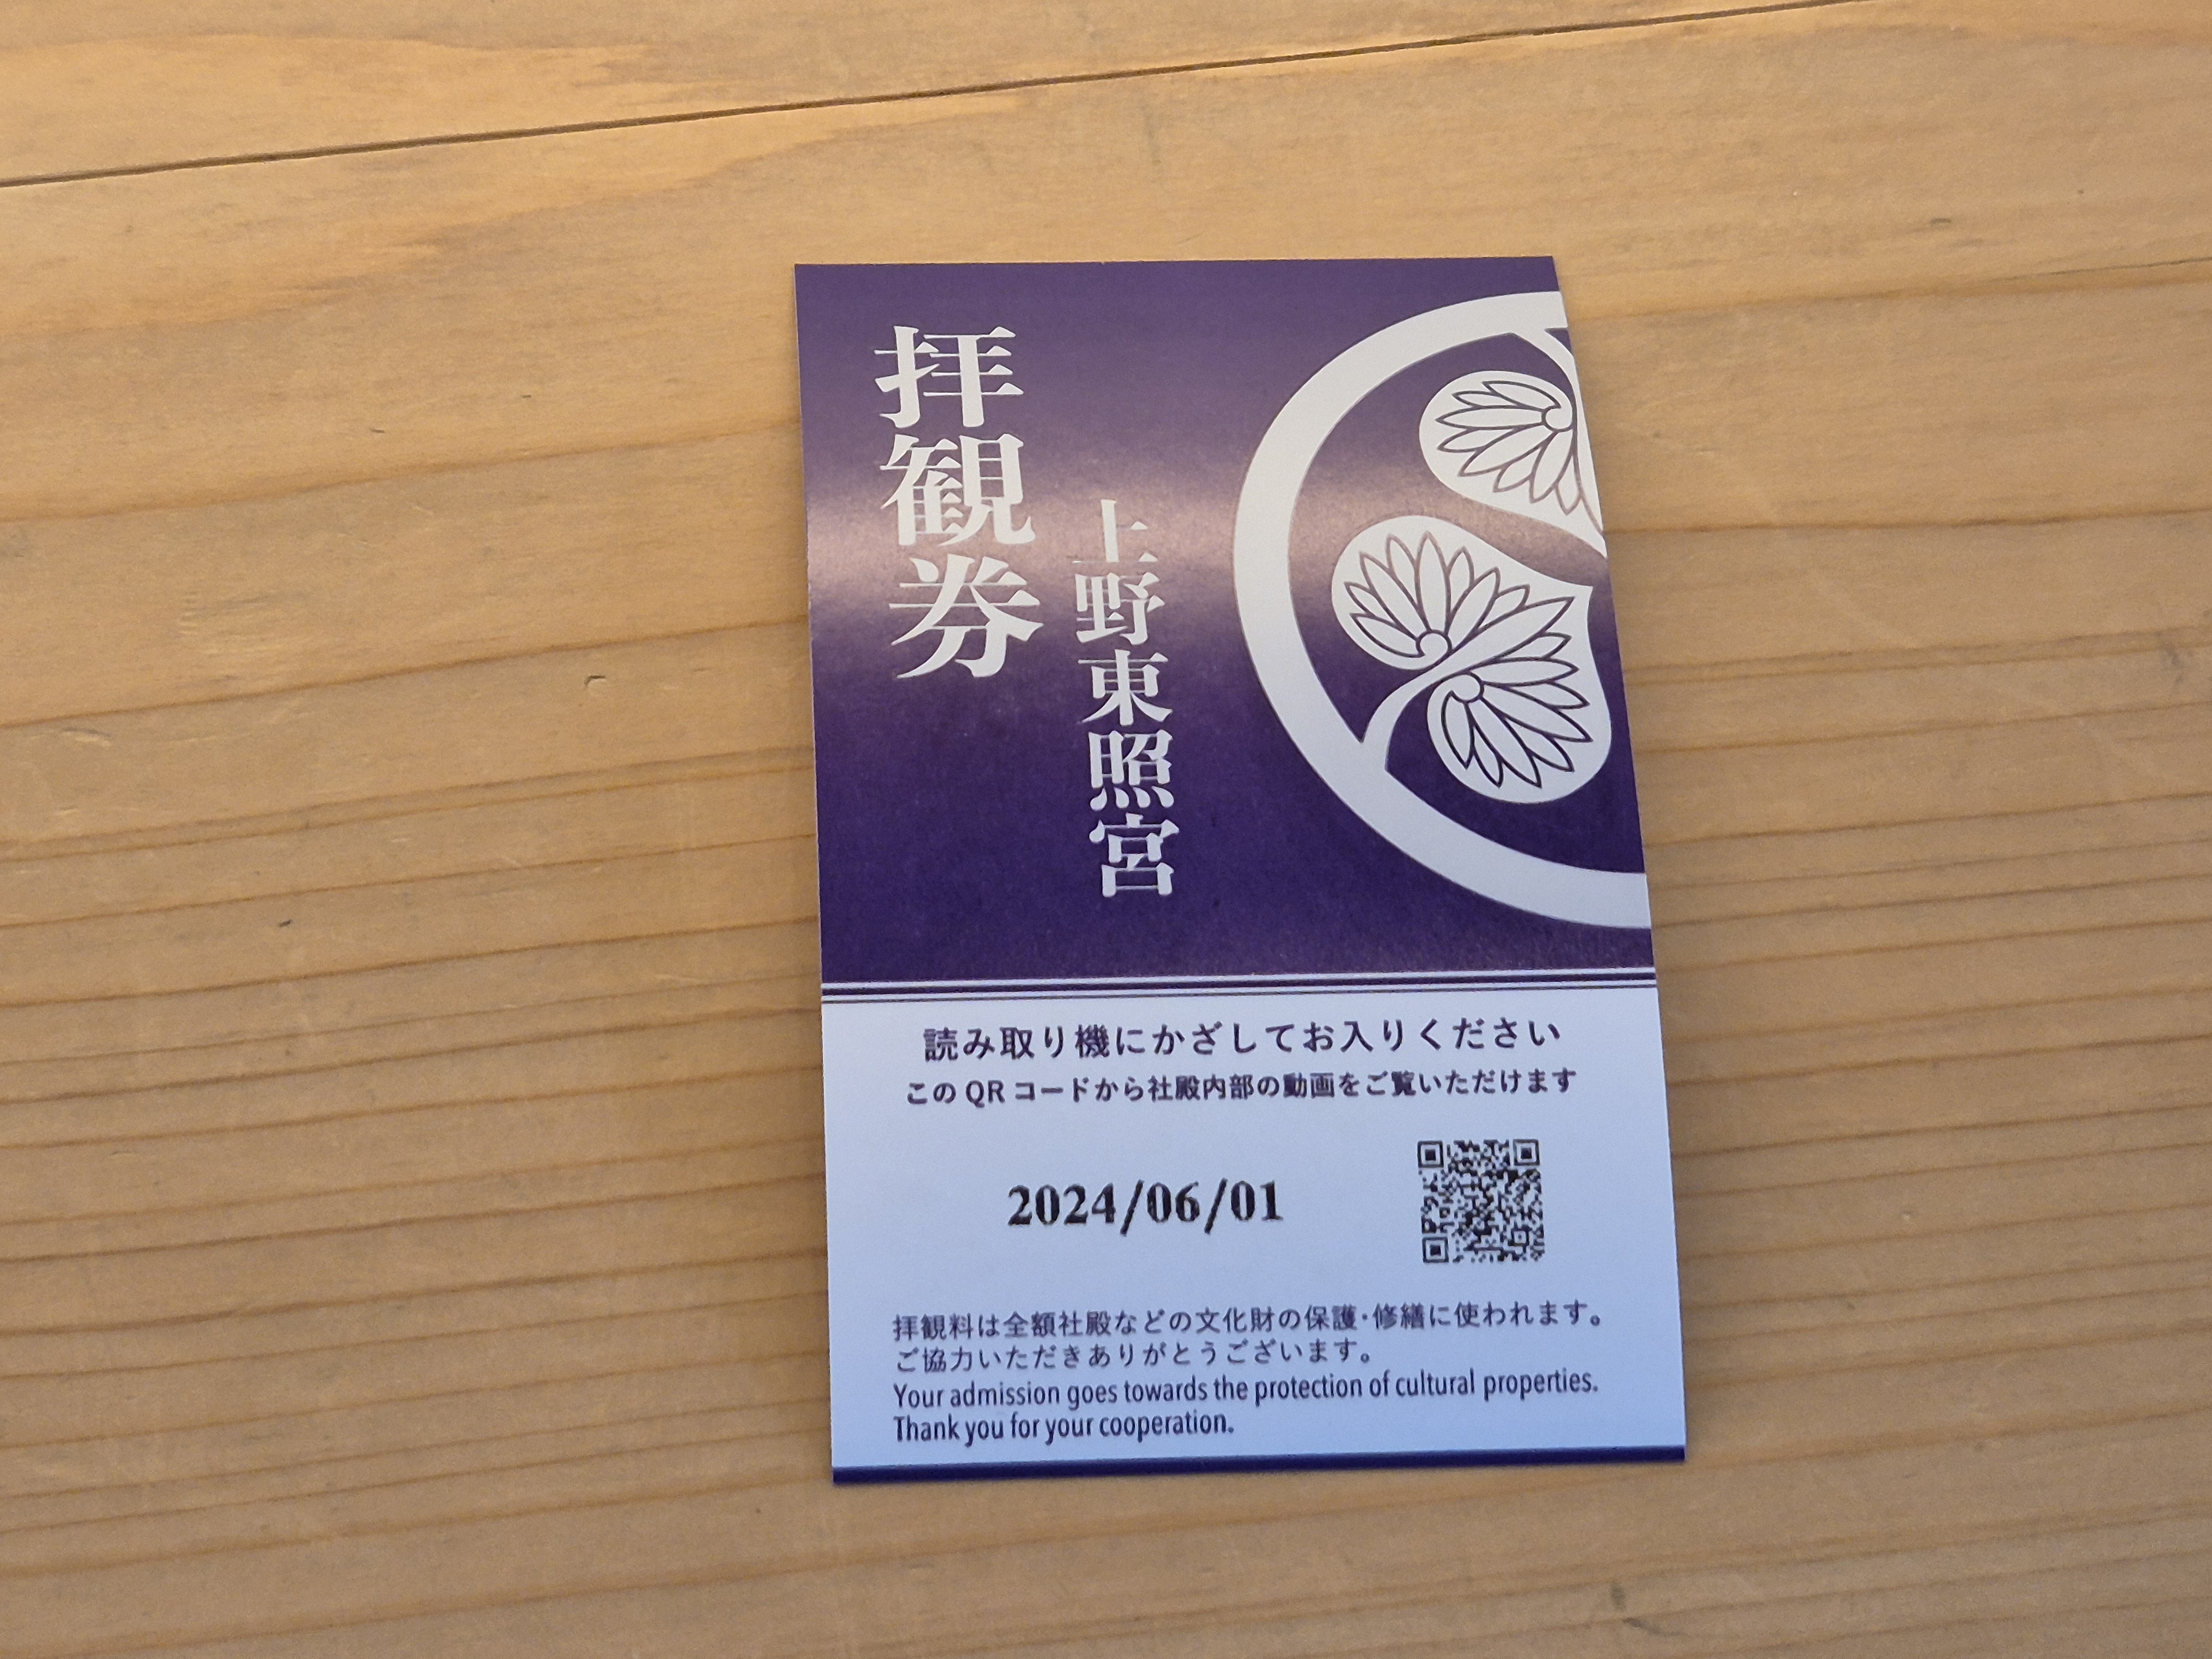 拝観券
上野東照宮
読み取り機にかざしてお入りください
このQRコードから社殿内部の動画をご覧いただけます
2024/06/01
拝観料は全額社殿などの文化財の保護・修繕に使われます。
ご協力いただきありがとうございます。
Your admission goes towards the protection of cultural properties.
Thank you for your cooperation.